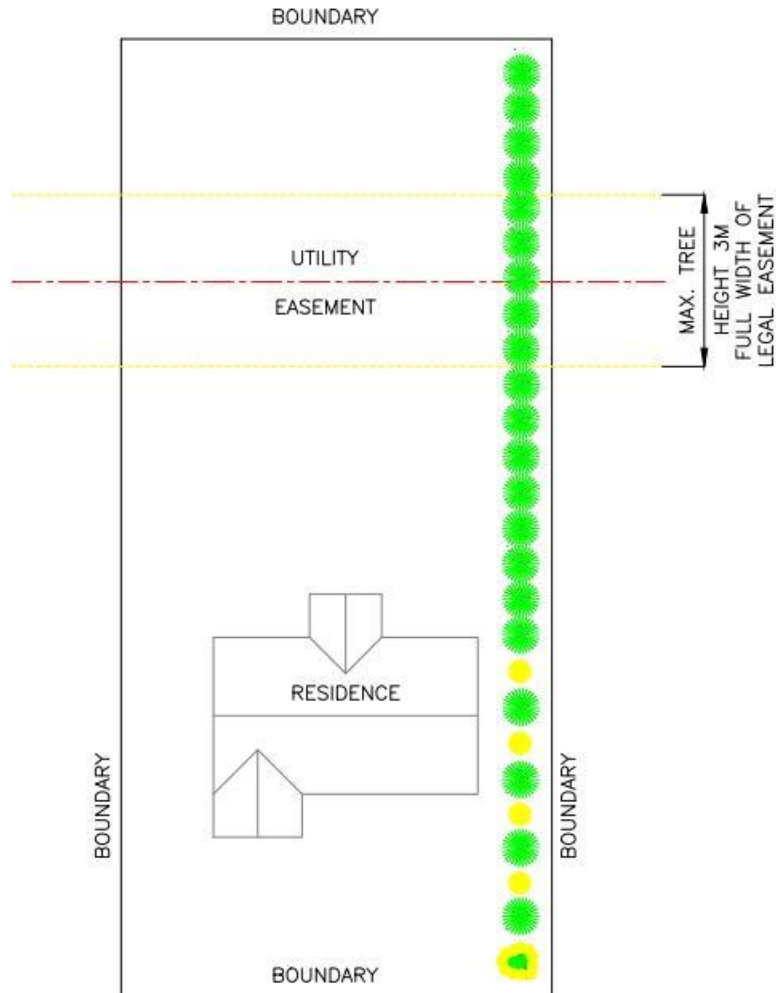 BOUNDARY
UTILITY
EASEMENT
MAX. TREE
HEIGHT 3M
FULL WIDTH OF
LEGAL EASEMENT
RESIDENCE
BOUNDARY
BOUNDARY
BOUNDARY